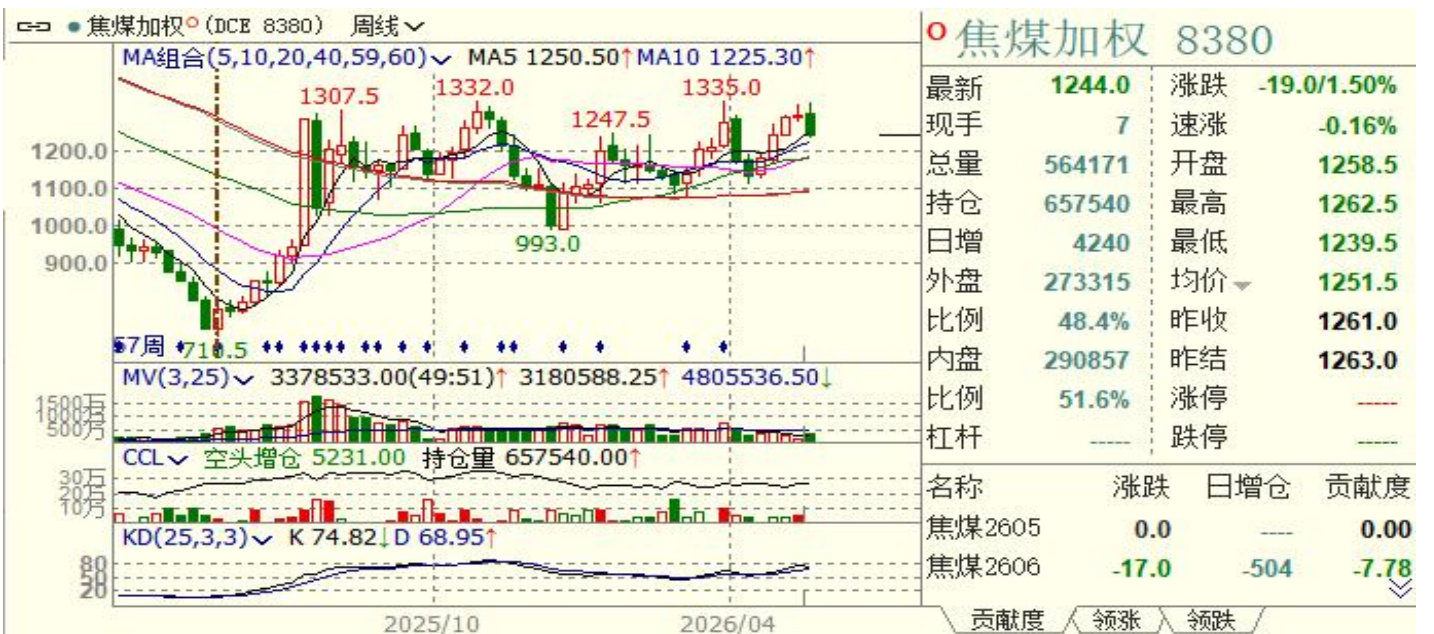 焦煤加权 (DCE 8380) 周线
MA组合(5,10,20,40,59,60) MA5 1250.50↑MA10 1225.30↑
1307.5
1332.0
1335.0
1247.5
1200.0
1100.0
1000.0
900.0
993.0
67周
710.5
MV(3,25) 3378533.00(49:51)↑ 3180588.25↑ 4805536.50↓
1500万
500万
CCL 空头增仓 5231.00 持仓量 657540.00↑
30万
20万
10万
KD(25,3,3) K 74.82↓D 68.95↑
80
50
20
2025/10 2026/04
焦煤加权 8380
最新 1244.0 涨跌 -19.0/1.50%
现手 7 速涨 -0.16%
总量 564171 开盘 1258.5
持仓 657540 最高 1262.5
日增 4240 最低 1239.5
外盘 273315 均价 1251.5
比例 48.4% 昨收 1261.0
内盘 290857 昨结 1263.0
比例 51.6% 涨停 -----
杠杆 ----- 跌停 -----
名称 涨跌 日增仓 贡献度
焦煤2605 0.0 ---- 0.00
焦煤2606 -17.0 -504 -7.78
贡献度 领涨 领跌